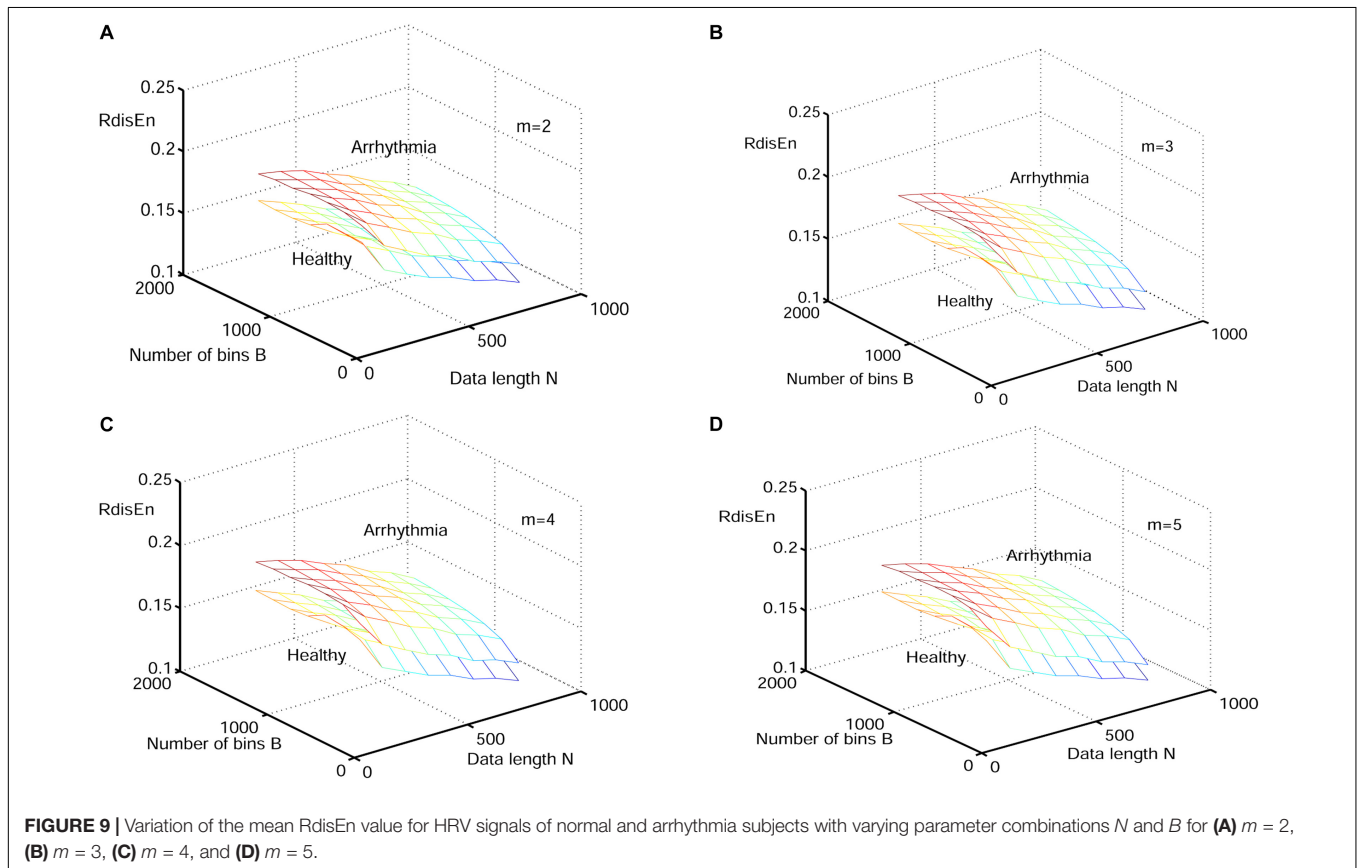 A
0.25
RdisEn
0.2
0.15
0.1
2000
1000
0
0
500
1000
Number of bins B
Data length N
m=2
Arrhythmia
Healthy
B
0.25
RdisEn
0.2
0.15
0.1
2000
1000
0
0
500
1000
Number of bins B
Data length N
m=3
Arrhythmia
Healthy
C
0.25
RdisEn
0.2
0.15
0.1
2000
1000
0
0
500
1000
Number of bins B
Data length N
m=4
Arrhythmia
Healthy
D
0.25
RdisEn
0.2
0.15
0.1
2000
1000
0
0
500
1000
Number of bins B
Data length N
m=5
Arrhythmia
Healthy
FIGURE 9 | Variation of the mean RdisEn value for HRV signals of normal and arrhythmia subjects with varying parameter combinations N and B for (A) m = 2,
(B) m = 3, (C) m = 4, and (D) m = 5.